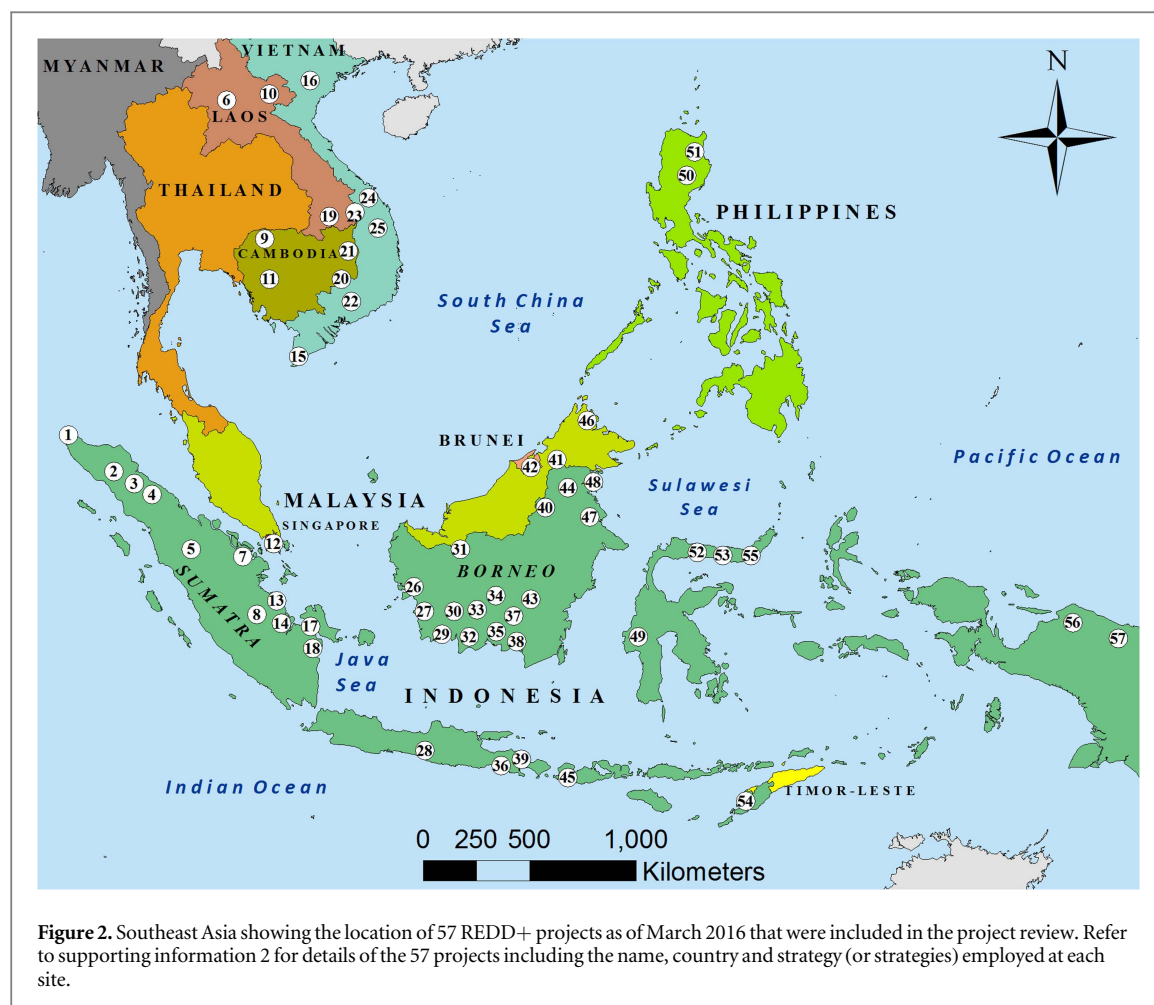 VIETNAM
MYANMAR
16
10
6
LAOS
N
51
50
THAILAND
24
19
23
PHILIPPINES
25
9
21
CAMBODIA
11
20
22
South China
Sea
15
46
1
BRUNEI
41
42
Pacific Ocean
2
3
4
44
48
Sulawesi
Sea
MALAYSIA
40
47
SINGAPORE
12
5
7
31
52
53
55
BORNEO
SUMATRA
26
34
43
13
27
30
33
37
8
14
17
56
57
29
32
35
38
49
18
Java
Sea
INDONESIA
28
39
36
45
Indian Ocean
TIMOR-LESTE
54
0 250 500 1,000
Kilometers
Figure 2. Southeast Asia showing the location of 57 REDD+ projects as of March 2016 that were included in the project review. Refer
to supporting information 2 for details of the 57 projects including the name, country and strategy (or strategies) employed at each
site.